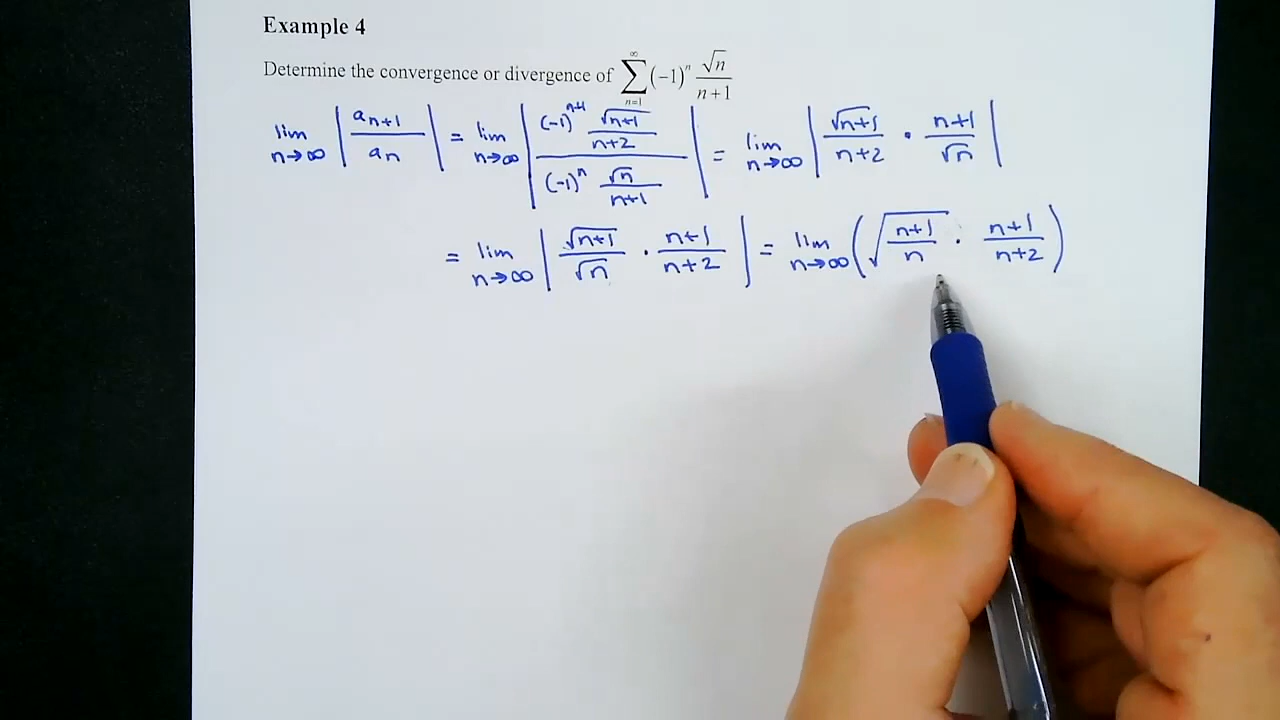 Example 4
Determine the convergence or divergence of ∑_{n=1}^{∞} (-1)^n √n/(n+1)
lim_{n→∞} |a_{n+1}/a_n| = lim_{n→∞} |((-1)^{n+1} √(n+1)/(n+2))/((-1)^n √n/(n+1))| = lim_{n→∞} |√(n+1)/(n+2) · (n+1)/√n|
= lim_{n→∞} |√(n+1)/√n · (n+1)/(n+2)| = lim_{n→∞} (√((n+1)/n) · (n+1)/(n+2))